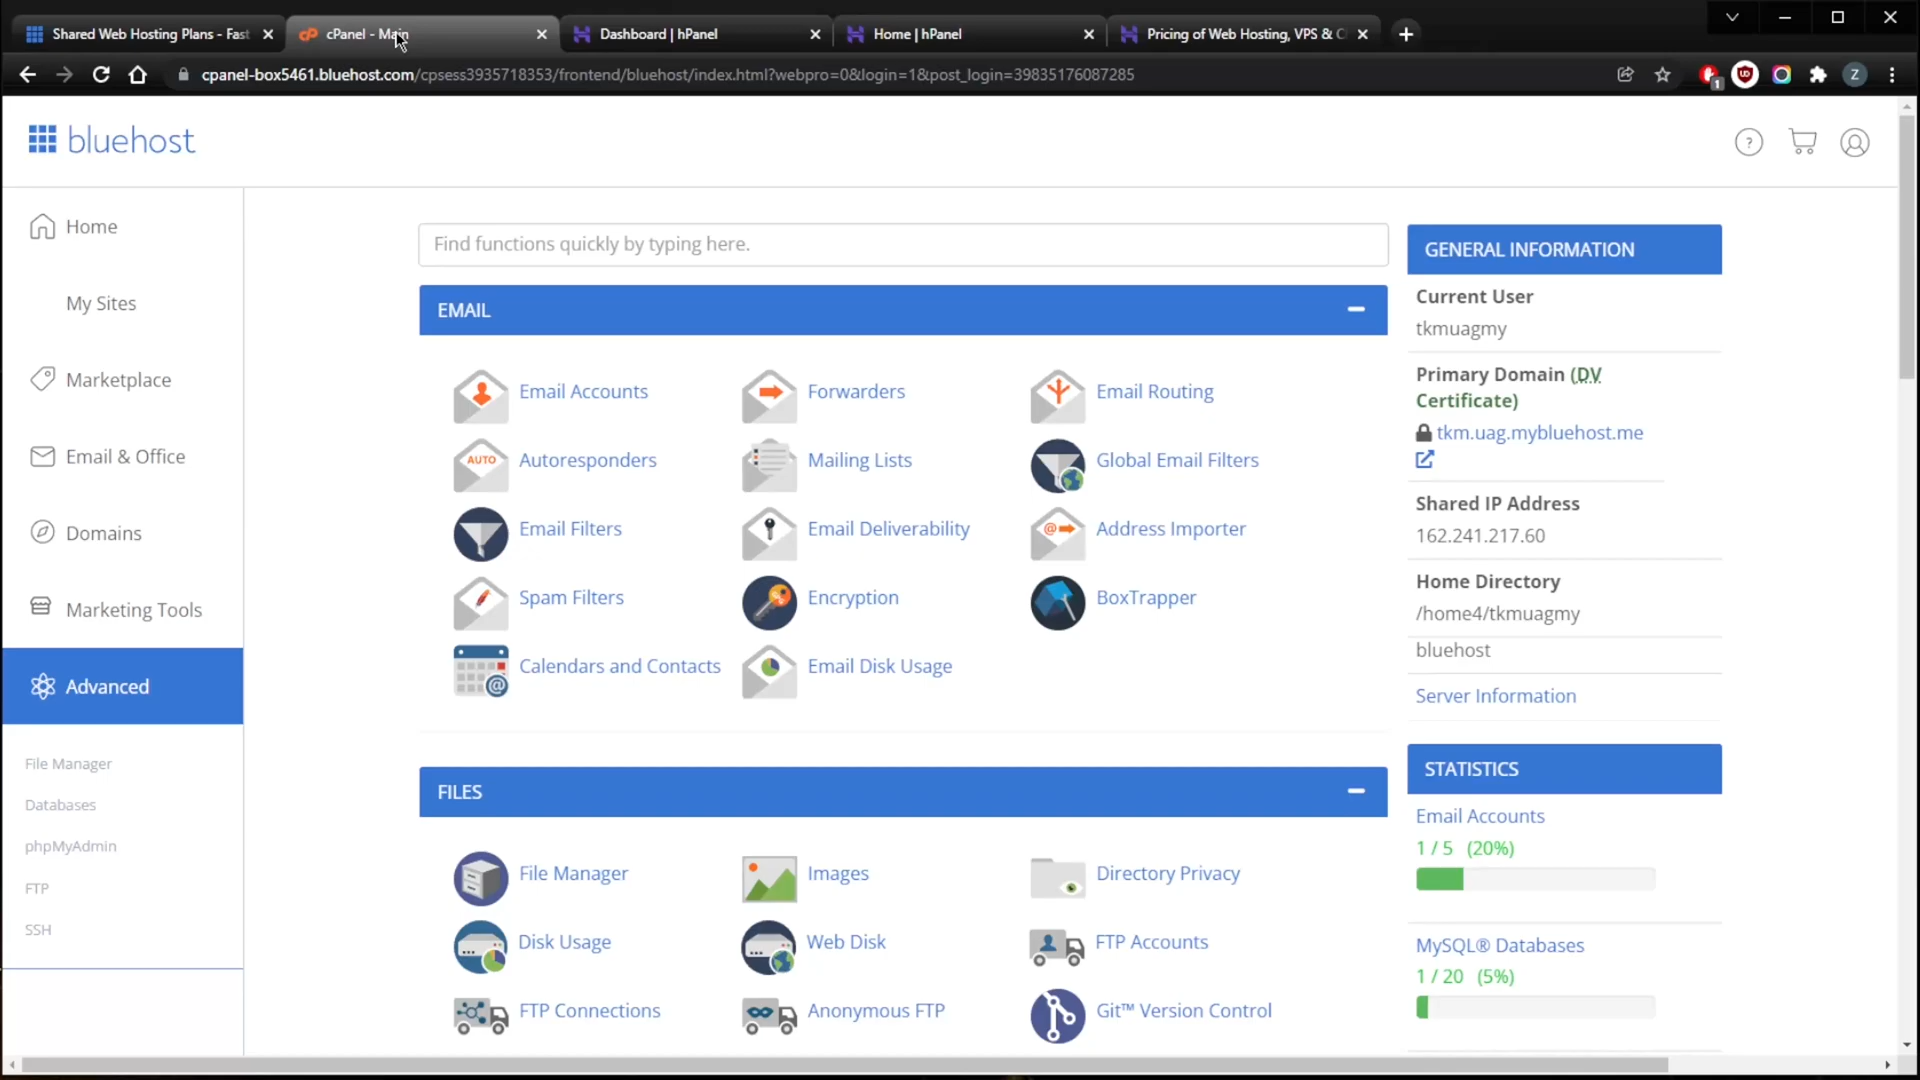 Shared Web Hosting Plans - Fast
cPanel - Main
Dashboard | hPanel
Home | hPanel
Pricing of Web Hosting, VPS & C
cpanel-box5461.bluehost.com/cpsess3935718353/frontend/bluehost/index.html?webpro=0&login=1&post_login=39835176087285
1
Z
bluehost
?
Home
My Sites
Marketplace
Email & Office
Domains
Marketing Tools
Advanced
File Manager
Databases
phpMyAdmin
FTP
SSH
Find functions quickly by typing here.
EMAIL
Email Accounts
Forwarders
Email Routing
AUTO
Autoresponders
Mailing Lists
Global Email Filters
Email Filters
Email Deliverability
Address Importer
Spam Filters
Encryption
BoxTrapper
Calendars and Contacts
Email Disk Usage
FILES
File Manager
Images
Directory Privacy
Disk Usage
Web Disk
FTP Accounts
FTP Connections
Anonymous FTP
Git™ Version Control
GENERAL INFORMATION
Current User
tkmuagmy
Primary Domain (DV
Certificate)
tkm.uag.mybluehost.me
Shared IP Address
162.241.217.60
Home Directory
/home4/tkmuagmy
bluehost
Server Information
STATISTICS
Email Accounts
1 / 5 (20%)
MySQL® Databases
1 / 20 (5%)